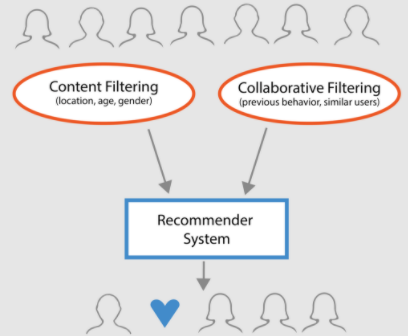 Content Filtering
(location, age, gender)
Collaborative Filtering
(previous behavior, similar users)
Recommender
System